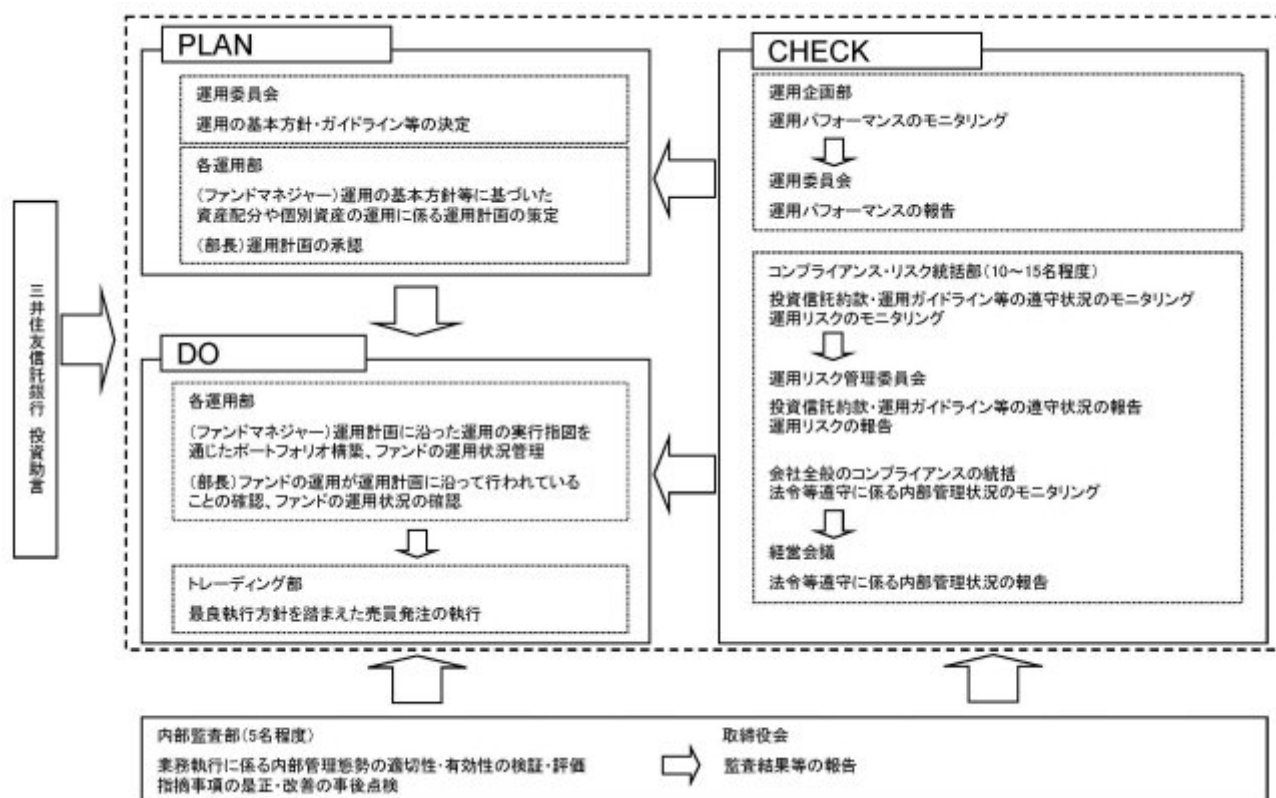 三井住友信託銀行 投資助言
PLAN
運用委員会
運用の基本方針・ガイドライン等の決定
各運用部
(ファンドマネジャー)運用の基本方針等に基づいた
資産配分や個別資産の運用に係る運用計画の策定
(部長)運用計画の承認
DO
各運用部
(ファンドマネジャー)運用計画に沿った運用の実行指図を
通じたポートフォリオ構築、ファンドの運用状況管理
(部長)ファンドの運用が運用計画に沿って行われている
ことの確認、ファンドの運用状況の確認
トレーディング部
最良執行方針を踏まえた売買発注の執行
CHECK
運用企画部
運用パフォーマンスのモニタリング
運用委員会
運用パフォーマンスの報告
コンプライアンス・リスク統括部(10~15名程度)
投資信託約款・運用ガイドライン等の遵守状況のモニタリング
運用リスクのモニタリング
運用リスク管理委員会
投資信託約款・運用ガイドライン等の遵守状況の報告
運用リスクの報告
会社全般のコンプライアンスの統括
法令等遵守に係る内部管理状況のモニタリング
経営会議
法令等遵守に係る内部管理状況の報告
内部監査部(5名程度)
業務執行に係る内部管理態勢の適切性・有効性の検証・評価
指摘事項の是正・改善の事後点検
取締役会
監査結果等の報告